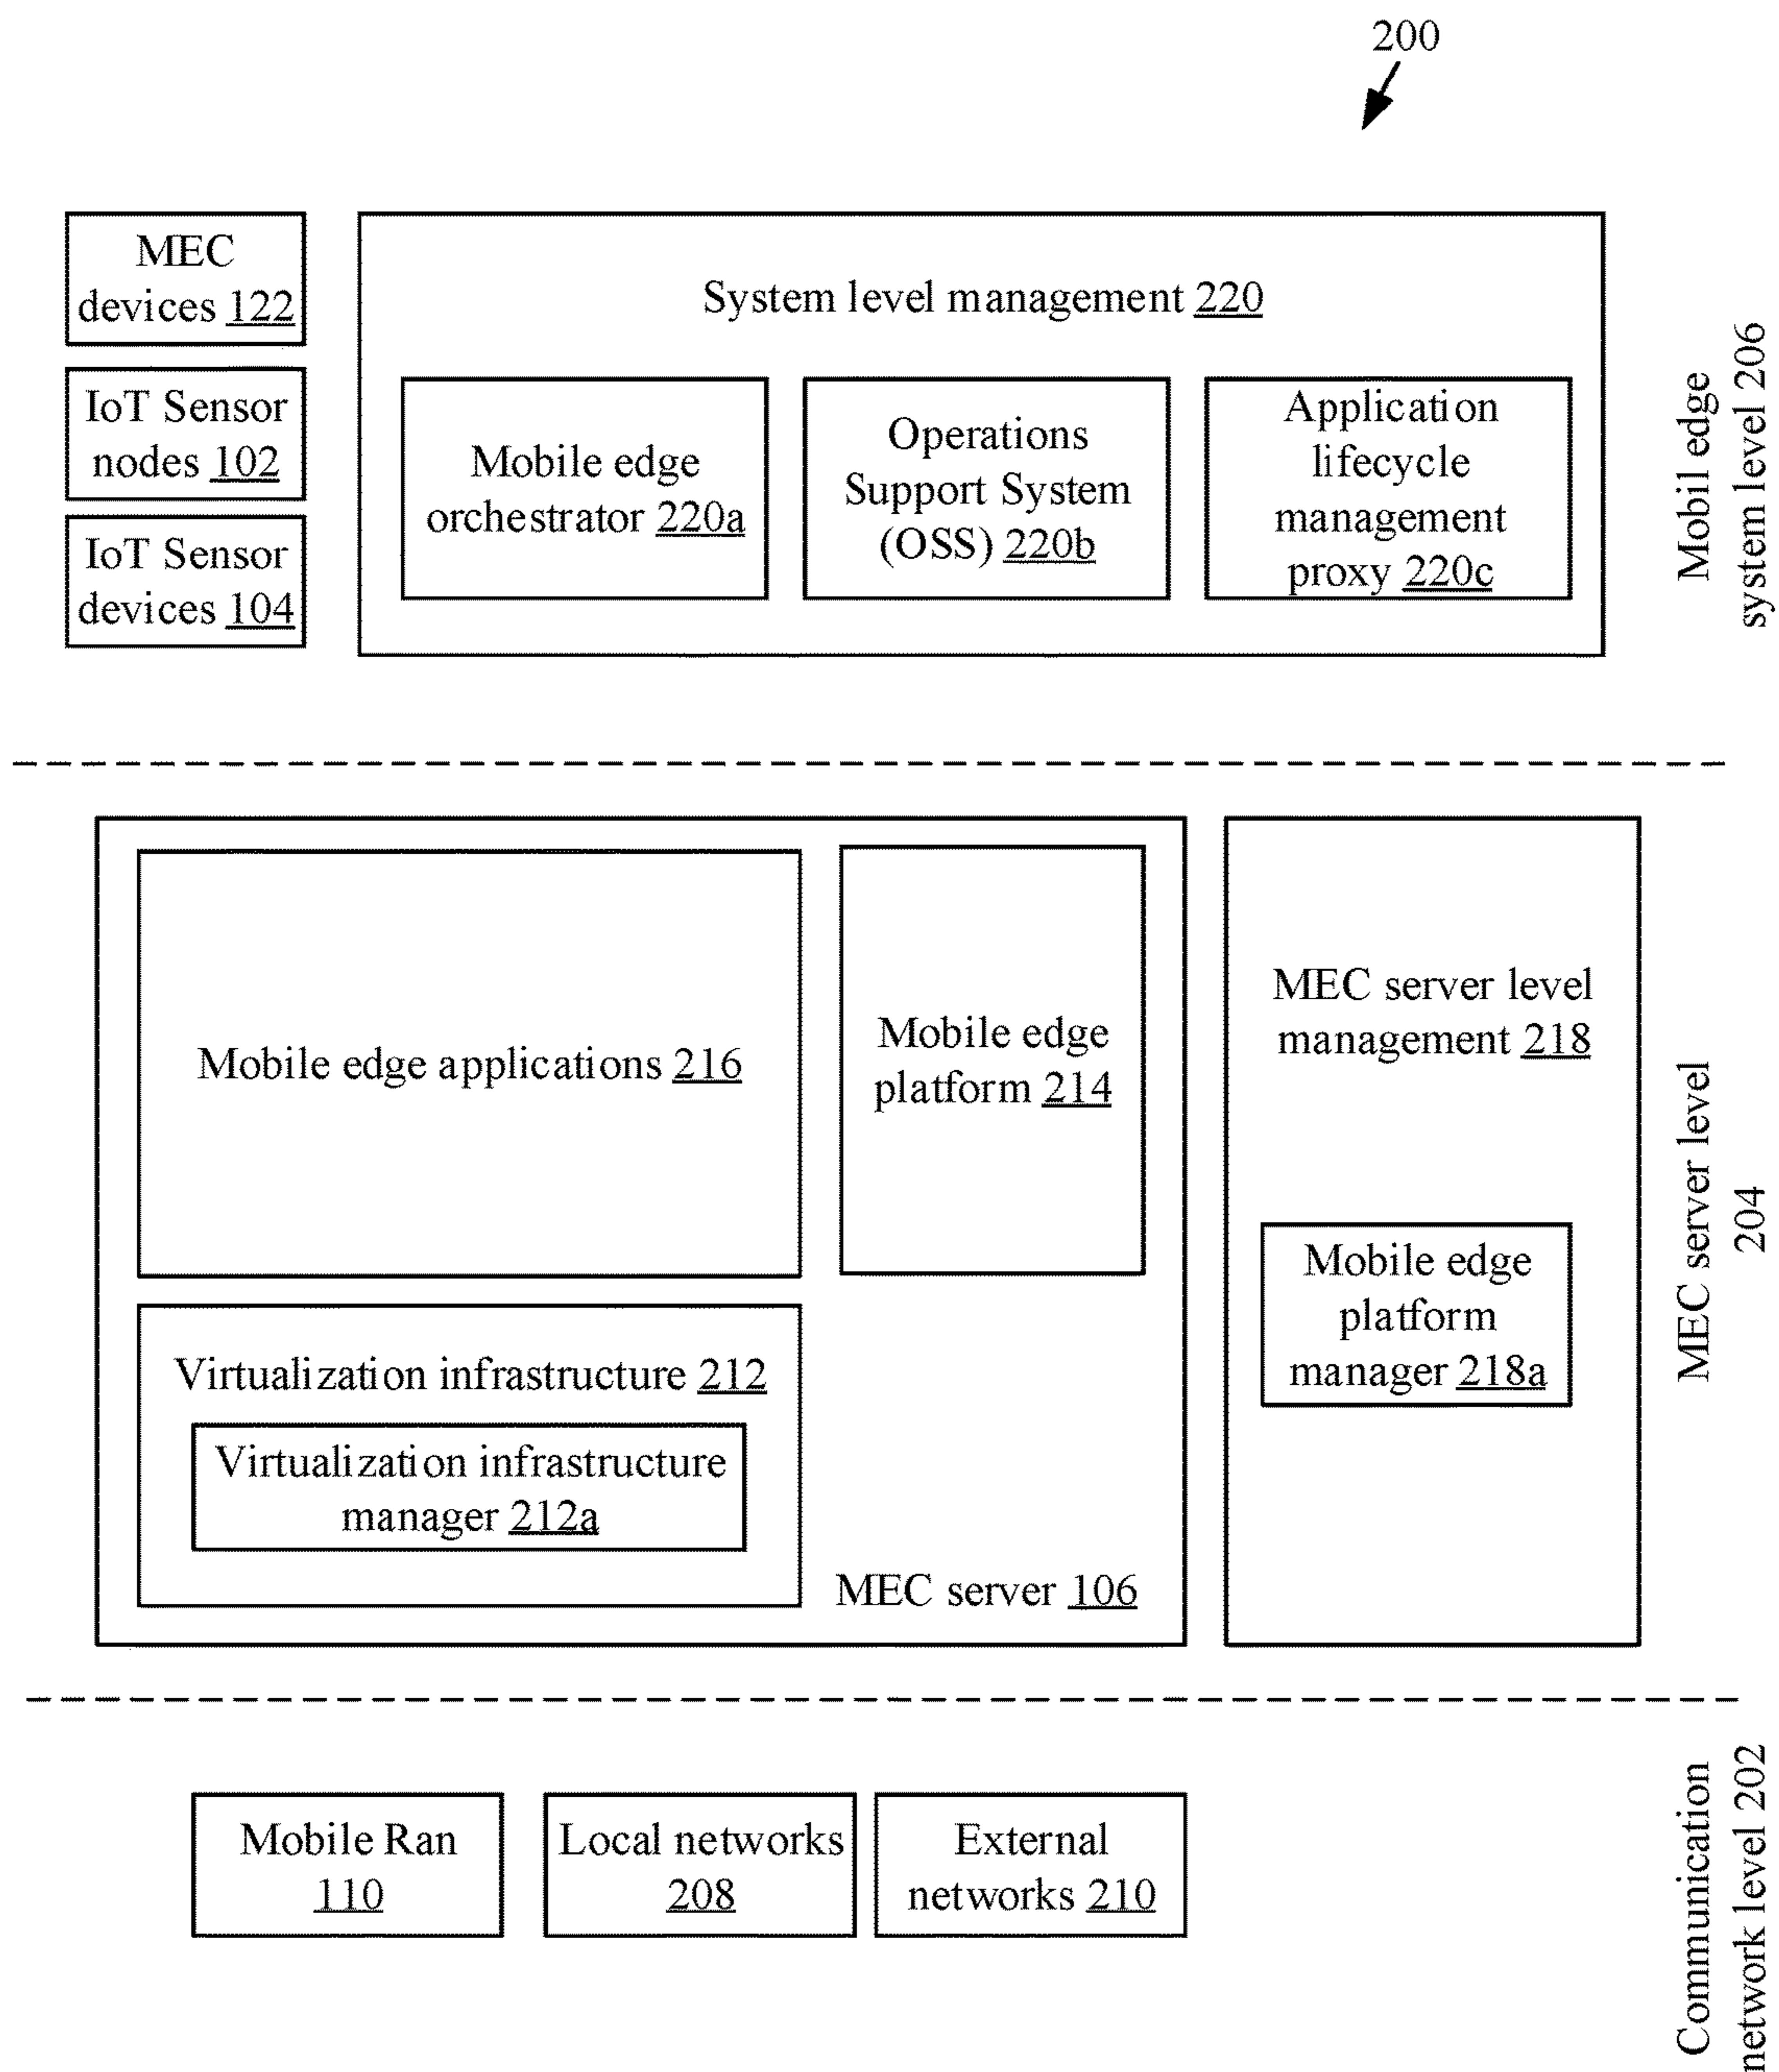 200
MEC
devices 122
IoT Sensor
nodes 102
IoT Sensor
devices 104
System level management 220
Mobile edge
orchestrator 220a
Operations
Support System
(OSS) 220b
Application
lifecycle
management
proxy 220c
Mobil edge
system level 206
Mobile edge applications 216
Mobile edge
platform 214
Virtualization infrastructure 212
Virtualization infrastructure
manager 212a
MEC server 106
MEC server level
management 218
Mobile edge
platform
manager 218a
MEC server level
204
Mobile Ran
110
Local networks
208
External
networks 210
Communication
network level 202